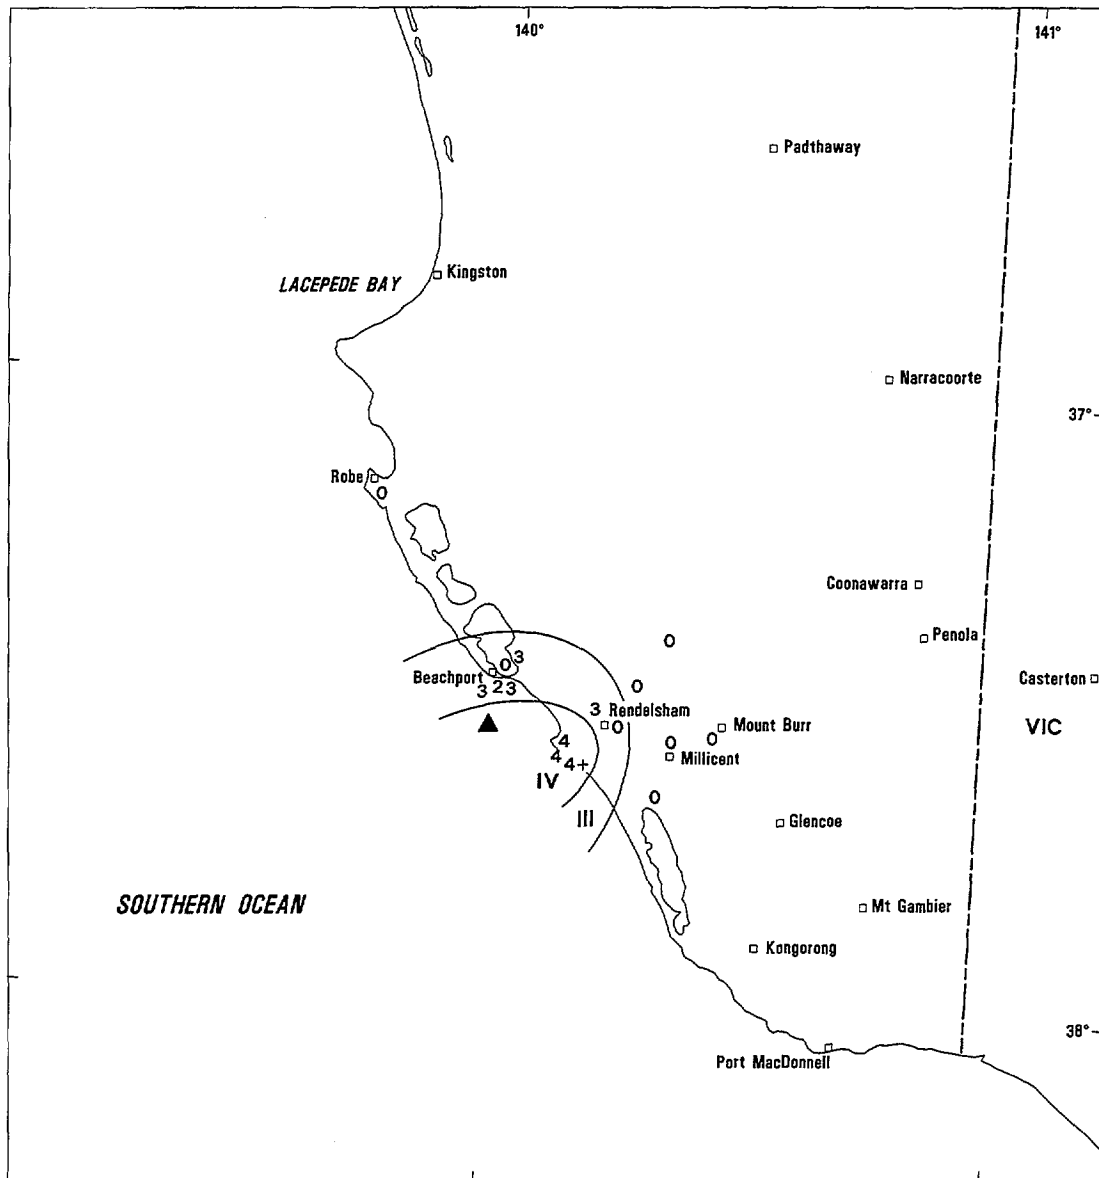 140°
141°
Padthaway
LACEPEDE BAY
Kingston
Narracoorte
37°
Robe
0
Coonawarra
Penola
0
3
0
Beachport
Casterton
0
3 2 3
3
Rendelsham
0
Mount Burr
VIC
4
0
0
4
4
Millicent
IV
0
III
Glencoe
SOUTHERN OCEAN
Mt Gambier
Kongorong
38°
Port MacDonnell